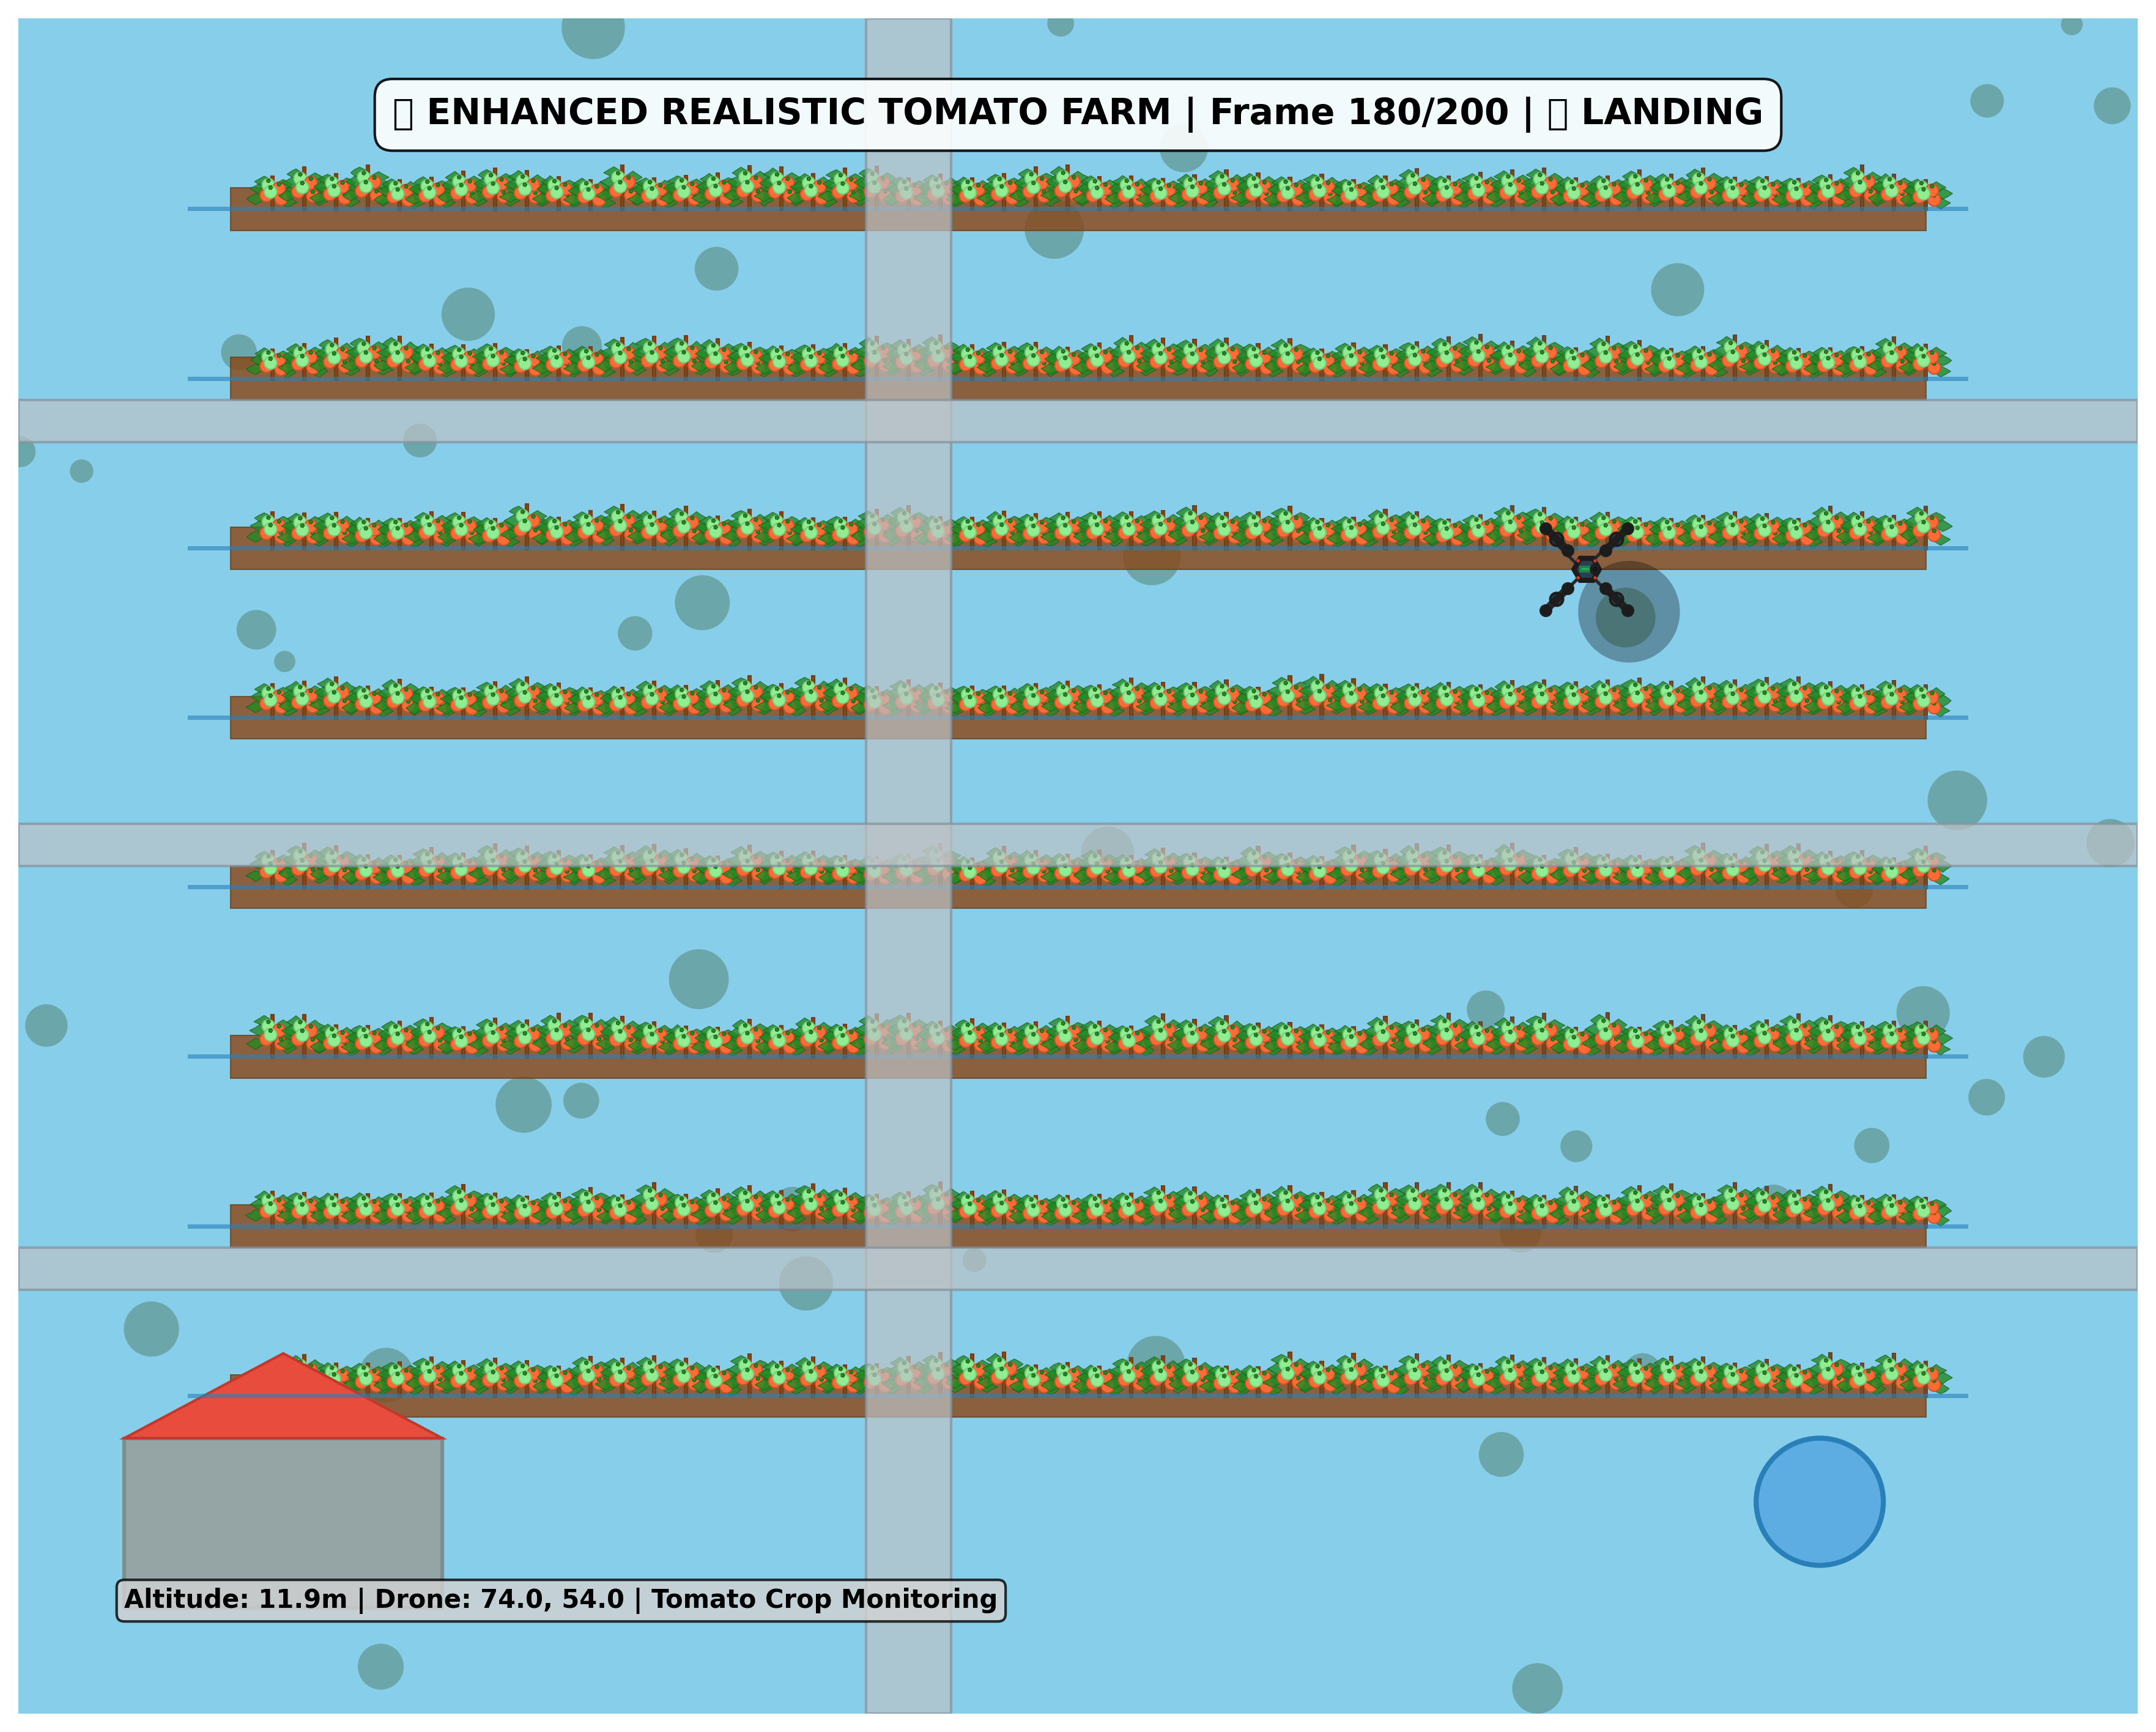 ▯ ENHANCED REALISTIC TOMATO FARM | Frame 180/200 | ▯ LANDING
Altitude: 11.9m | Drone: 74.0, 54.0 | Tomato Crop Monitoring